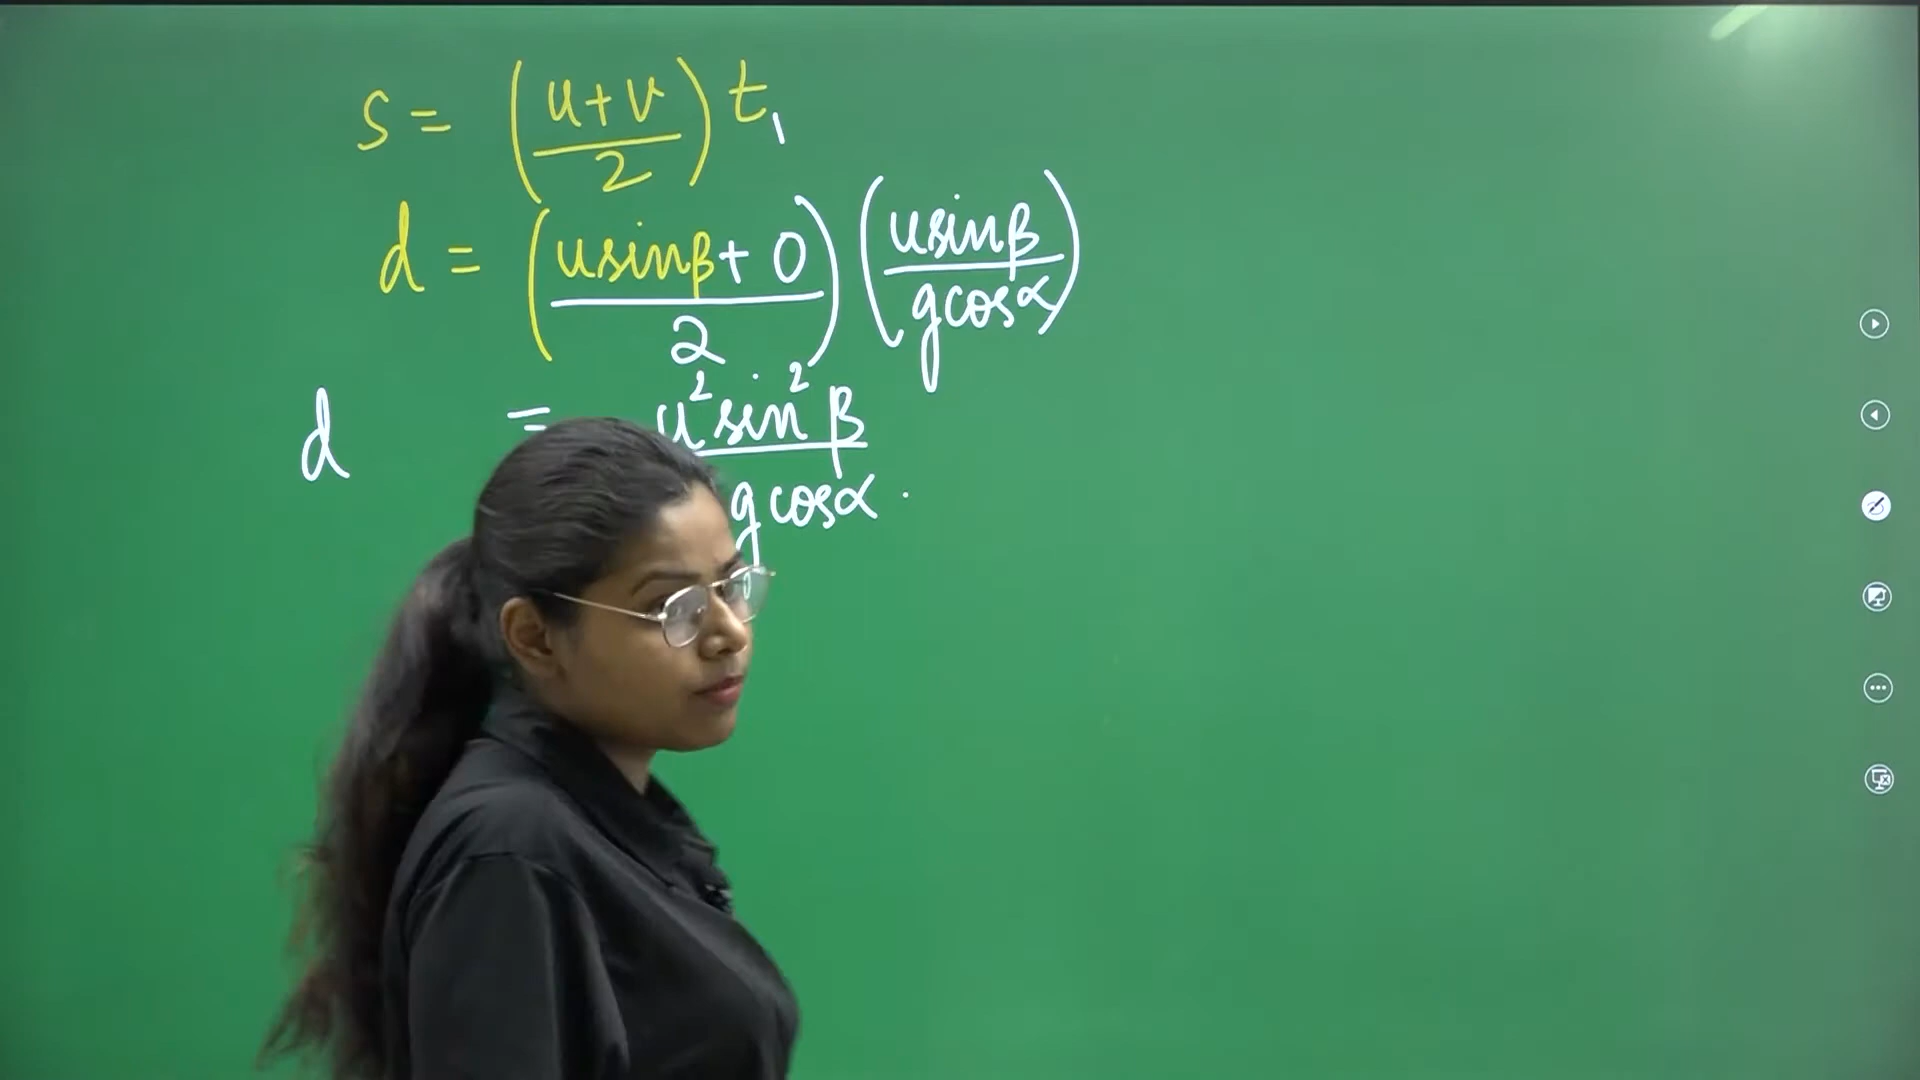 s = (u+v/2) t₁
d = (usinβ + 0/2) (usinβ/gcosα)
d = u²sin²β/gcosα .